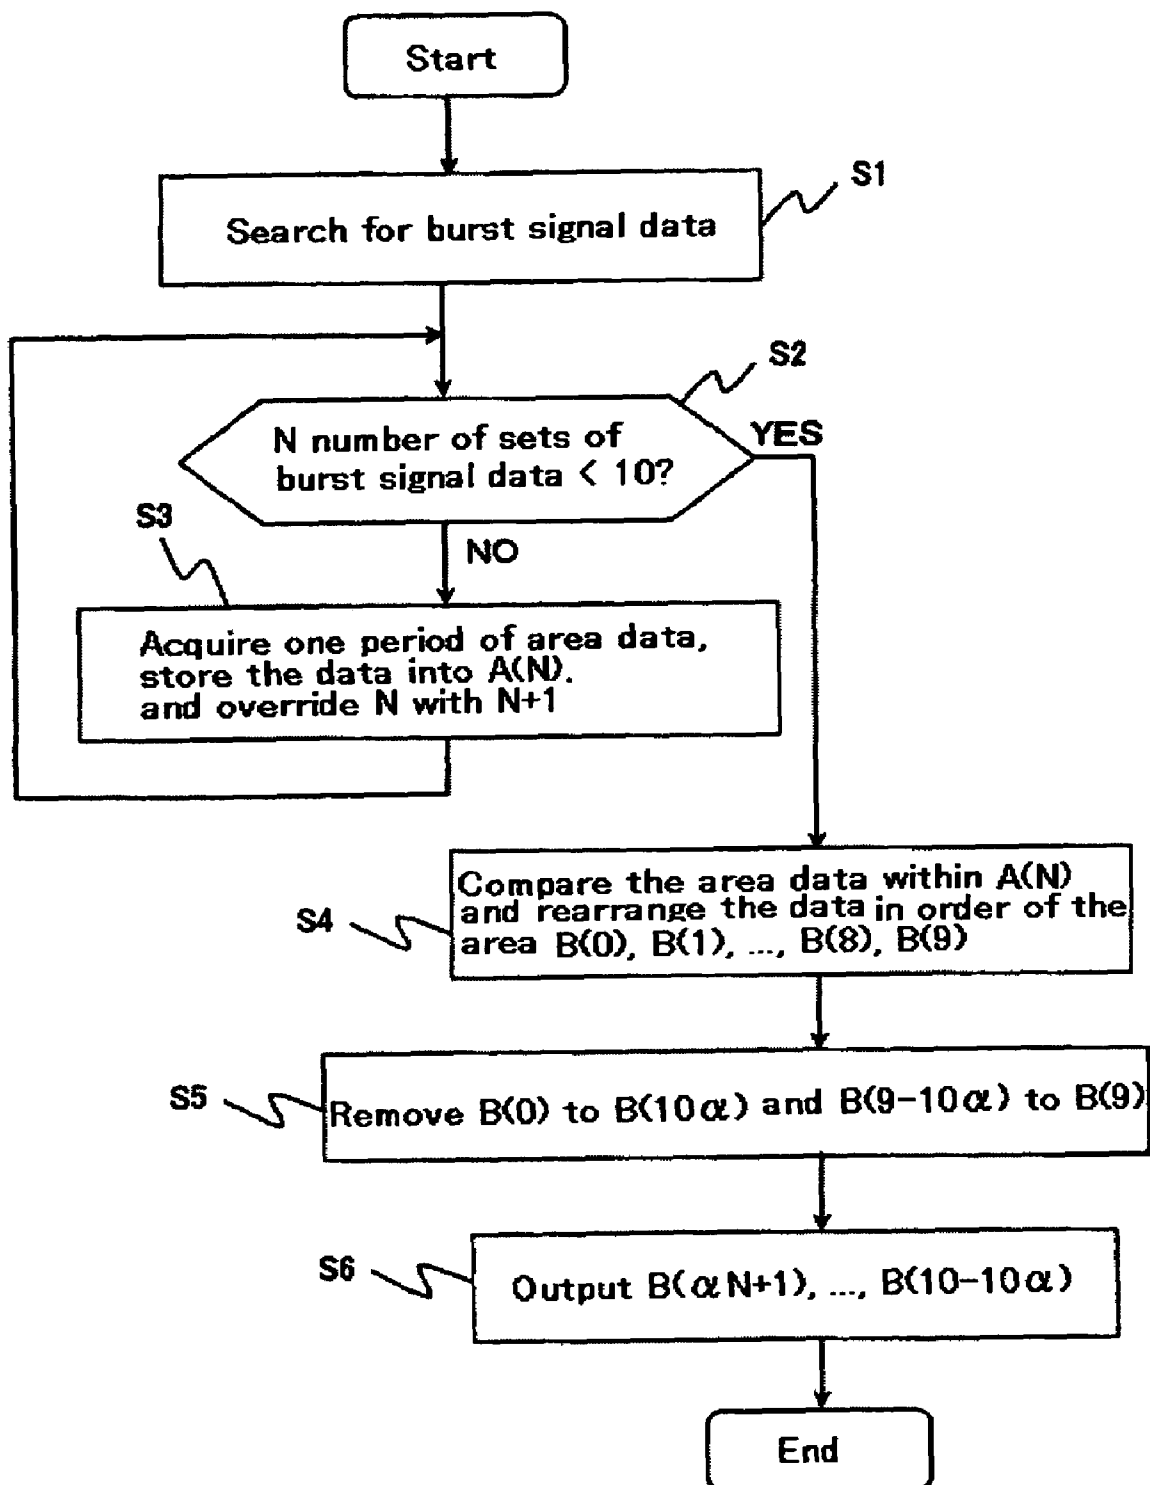 Start
S1
Search for burst signal data
S2
N number of sets of
burst signal data < 10?
YES
S3
NO
Acquire one period of area data,
store the data into A(N).
and override N with N+1
S4
Compare the area data within A(N)
and rearrange the data in order of the
area B(0), B(1), ..., B(8), B(9)
S5
Remove B(0) to B(10α) and B(9-10α) to B(9)
S6
Output B(αN+1), ..., B(10-10α)
End